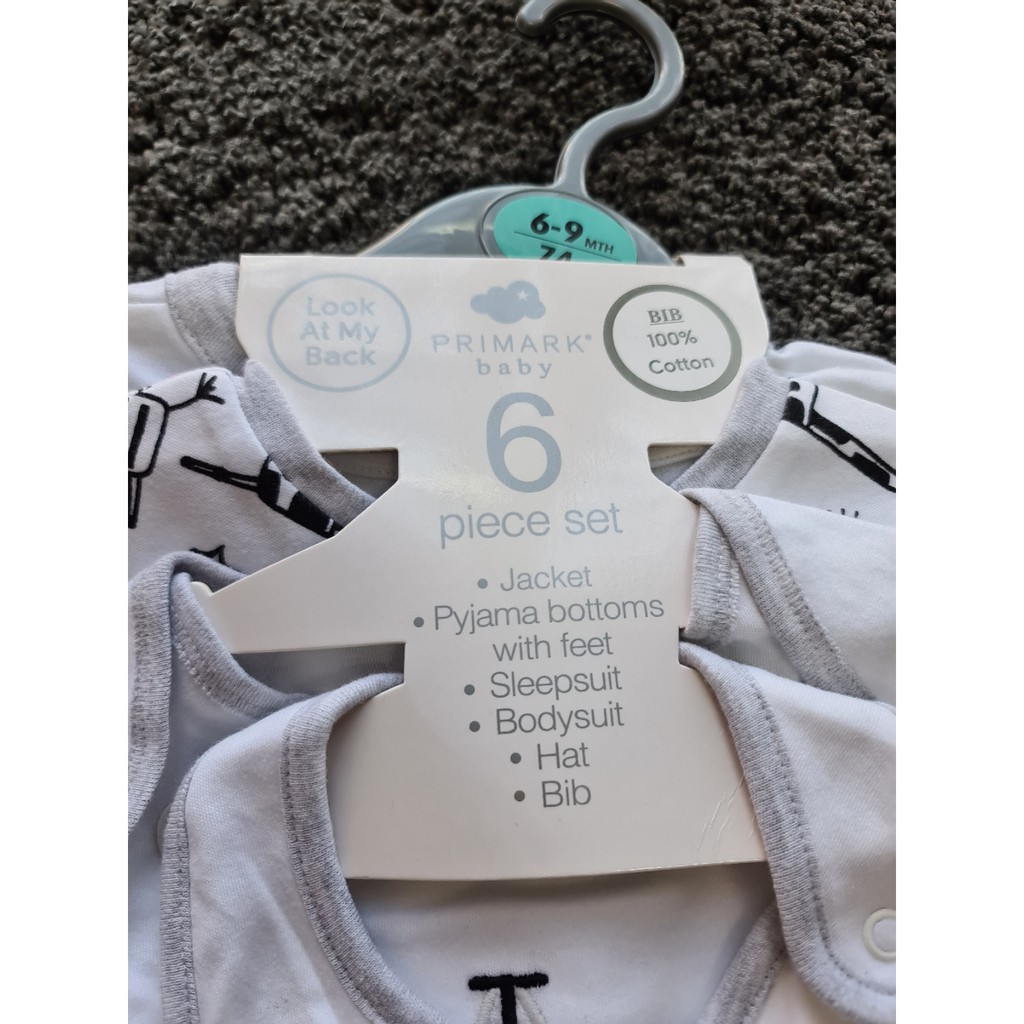 6-9 MTH
Look
At My
Back
PRIMARK®
baby
BIB
100%
Cotton
6
piece set
• Jacket
• Pyjama bottoms
with feet
• Sleepsuit
• Bodysuit
• Hat
• Bib